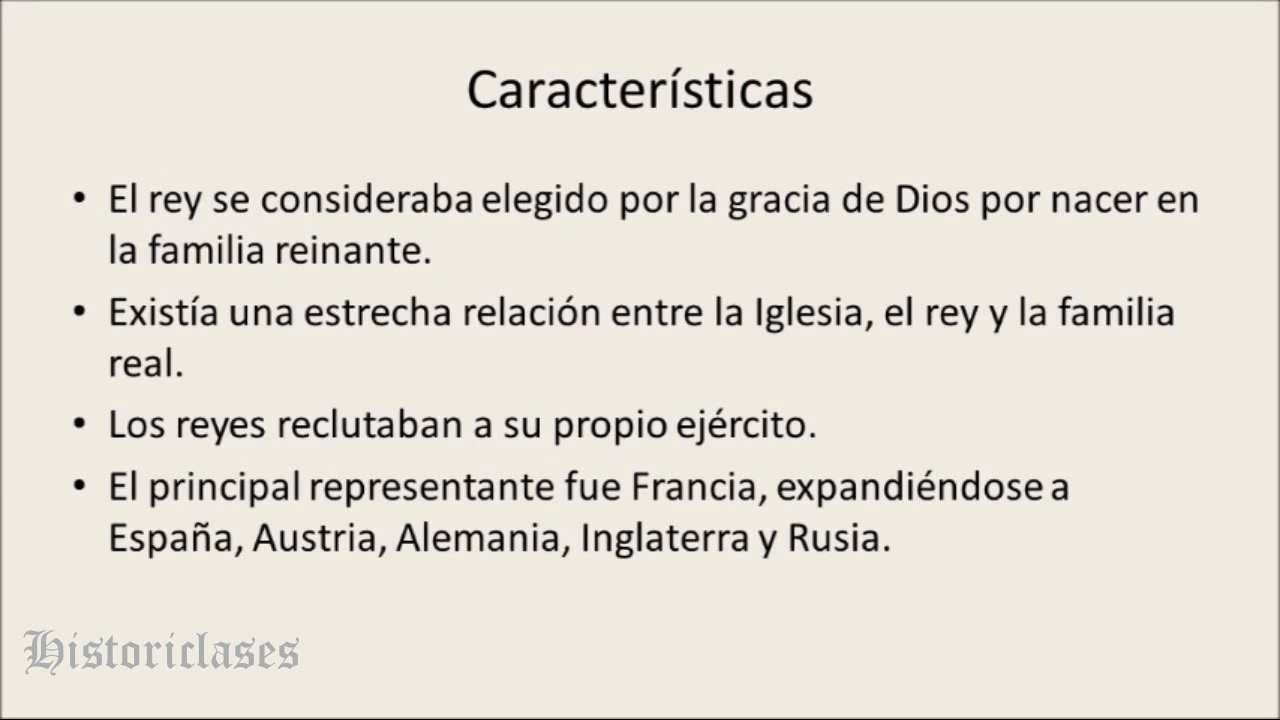 Características
• El rey se consideraba elegido por la gracia de Dios por nacer en
la familia reinante.
• Existía una estrecha relación entre la Iglesia, el rey y la familia
real.
• Los reyes reclutaban a su propio ejército.
• El principal representante fue Francia, expandiéndose a
España, Austria, Alemania, Inglaterra y Rusia.
Historiclases